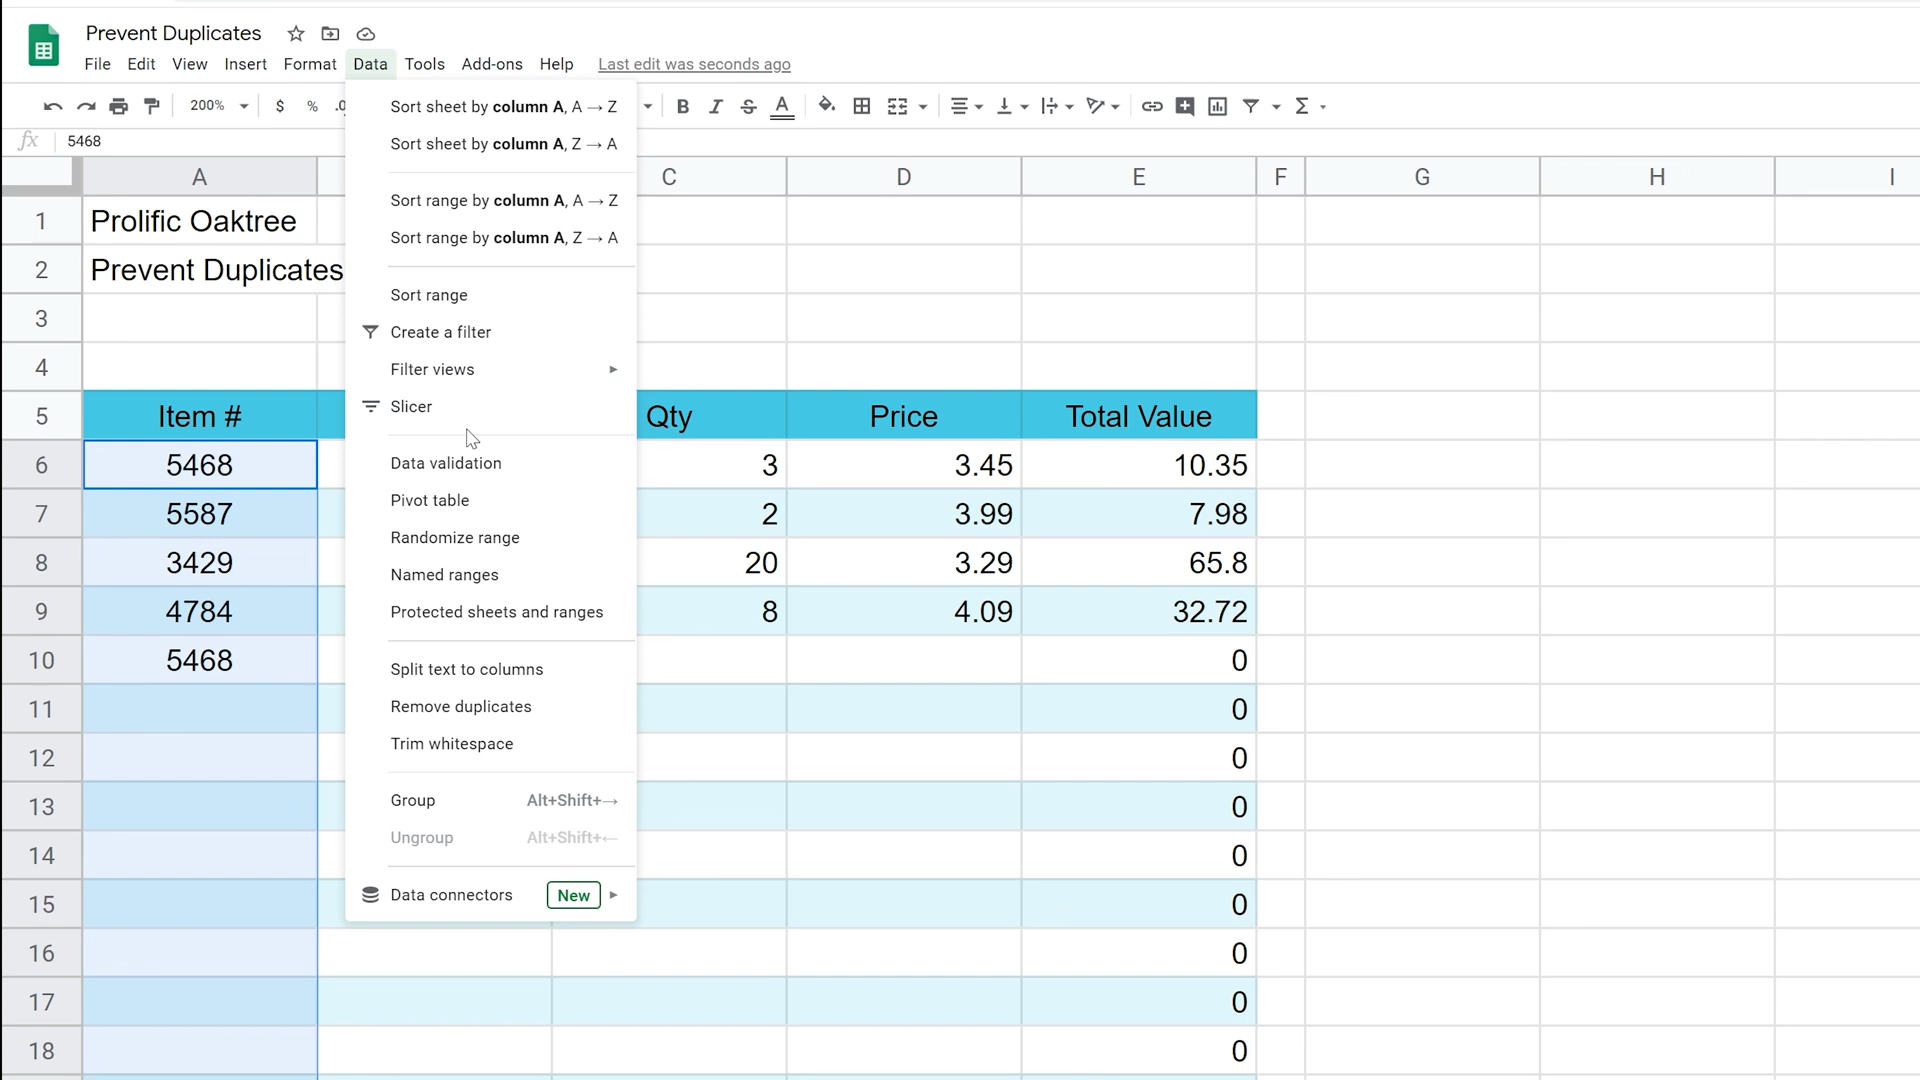 Prevent Duplicates
File Edit View Insert Format Data Tools Add-ons Help Last edit was seconds ago
200% $ % .0 B I S A Σ
fx 5468
A C D E F G H I
1 Prolific Oaktree
2 Prevent Duplicates
3
4
5 Item # Qty Price Total Value
6 5468 3 3.45 10.35
7 5587 2 3.99 7.98
8 3429 20 3.29 65.8
9 4784 8 4.09 32.72
10 5468 0
11 0
12 0
13 0
14 0
15 0
16 0
17 0
18 0
Sort sheet by column A, A → Z
Sort sheet by column A, Z → A
Sort range by column A, A → Z
Sort range by column A, Z → A
Sort range
Create a filter
Filter views
Slicer
Data validation
Pivot table
Randomize range
Named ranges
Protected sheets and ranges
Split text to columns
Remove duplicates
Trim whitespace
Group Alt+Shift+→
Ungroup Alt+Shift+←
Data connectors New